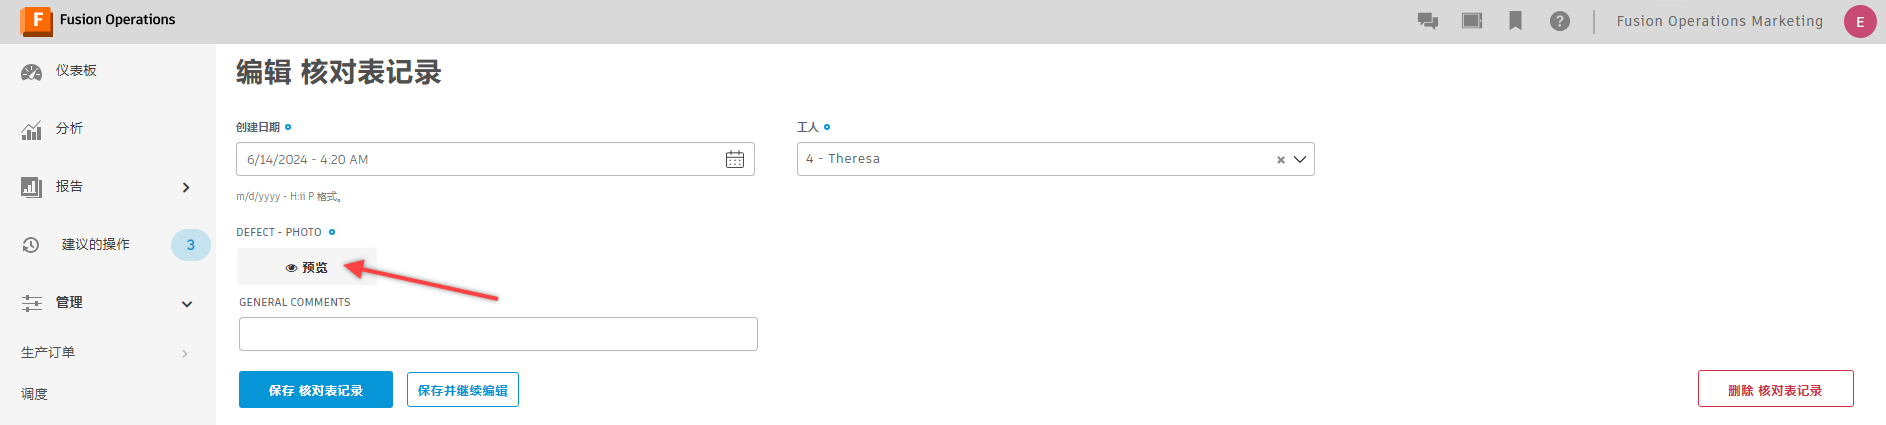 Fusion Operations
Fusion Operations Marketing
E
仪表板
分析
报告
建议的操作 3
管理
生产订单
调度
编辑 核对表记录
创建日期
6/14/2024 - 4:20 AM
m/d/yyyy - H:ii P 格式。
工人
4 - Theresa
DEFECT - PHOTO
预览
GENERAL COMMENTS
保存 核对表记录
保存并继续编辑
删除 核对表记录